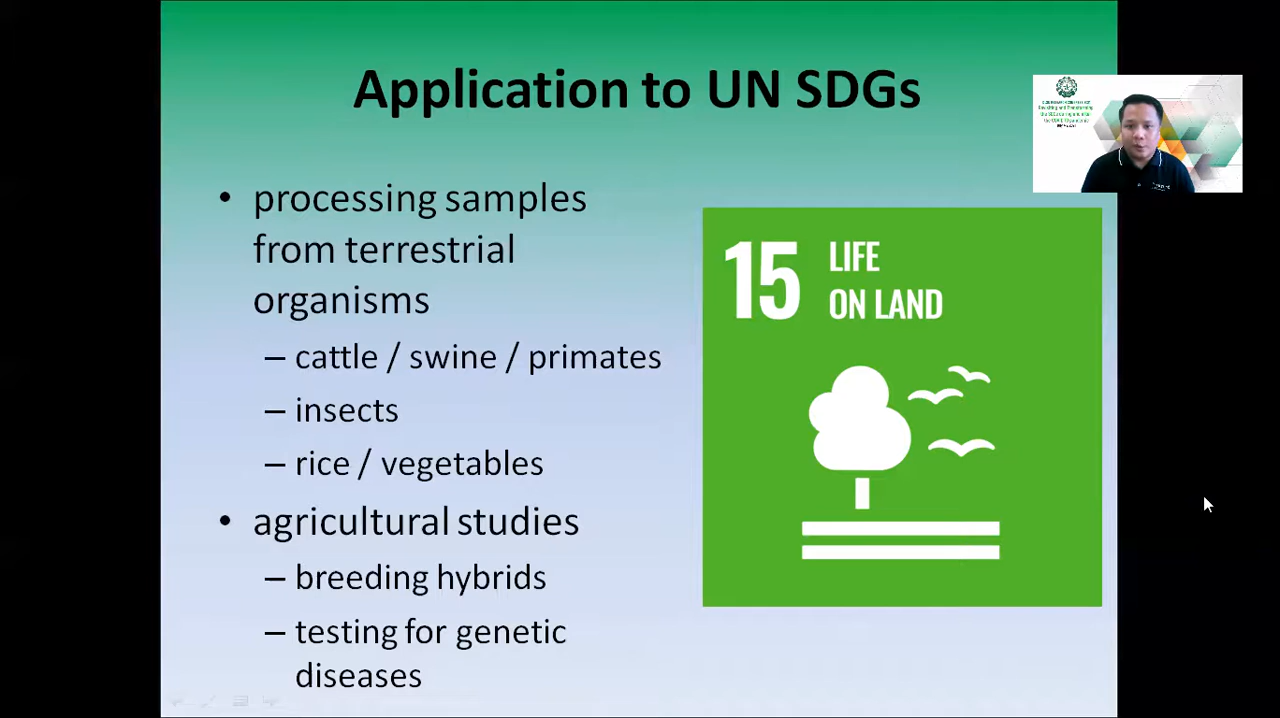 Application to UN SDGs
• processing samples
from terrestrial
organisms
– cattle / swine / primates
– insects
– rice / vegetables
• agricultural studies
– breeding hybrids
– testing for genetic
diseases
15 LIFE
ON LAND